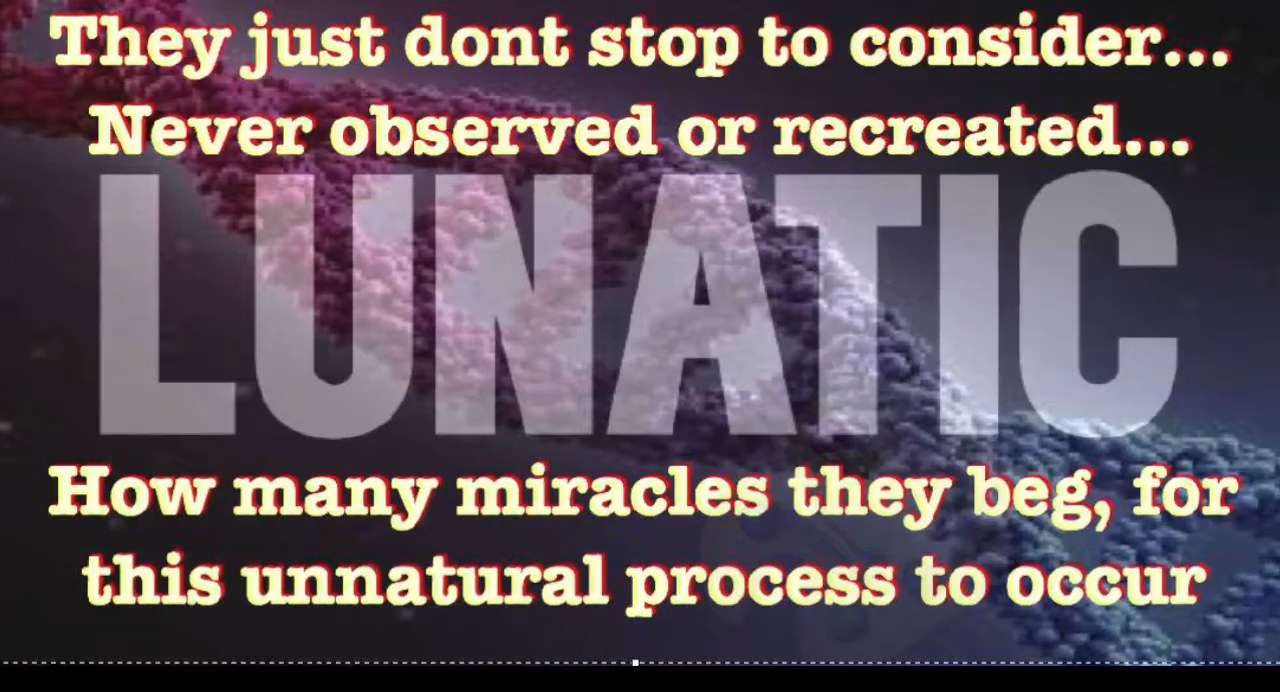 They just dont stop to consider...
Never observed or recreated...
LUNATIC
How many miracles they beg, for
this unnatural process to occur